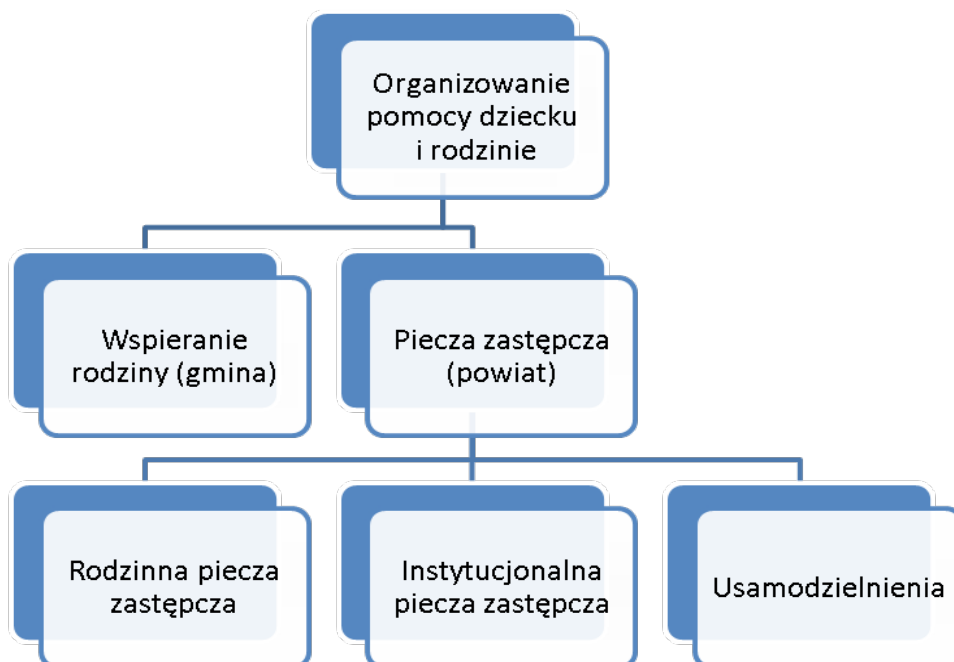 Organizowanie
pomocy dziecku
i rodzinie
Wspieranie
rodziny (gmina)
Piecza zastępcza
(powiat)
Rodzinna piecza
zastępcza
Instytucjonalna
piecza zastępcza
Usamodzielnienia